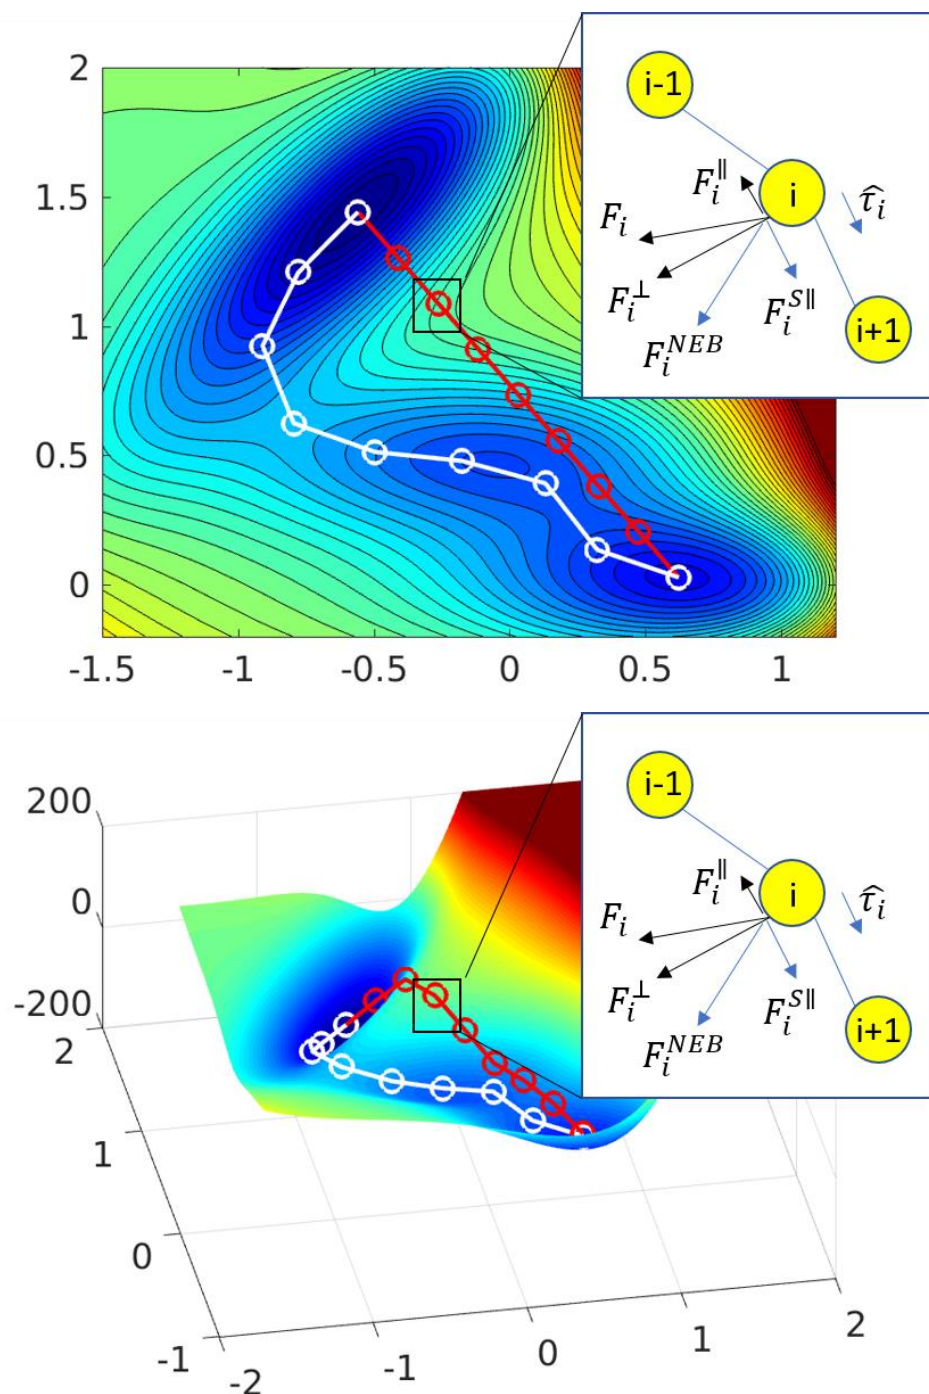 2
1.5
1
0.5
0
-1.5 -1 -0.5 0 0.5 1
i-1
i
i+1
F_i^∥
F_i
F_i^⊥
F_i^{NEB}
F_i^{S∥}
τ̂_i
200
0
-200
2
1
0
-1
-2 -1 0 1 2
i-1
i
i+1
F_i^∥
F_i
F_i^⊥
F_i^{NEB}
F_i^{S∥}
τ̂_i